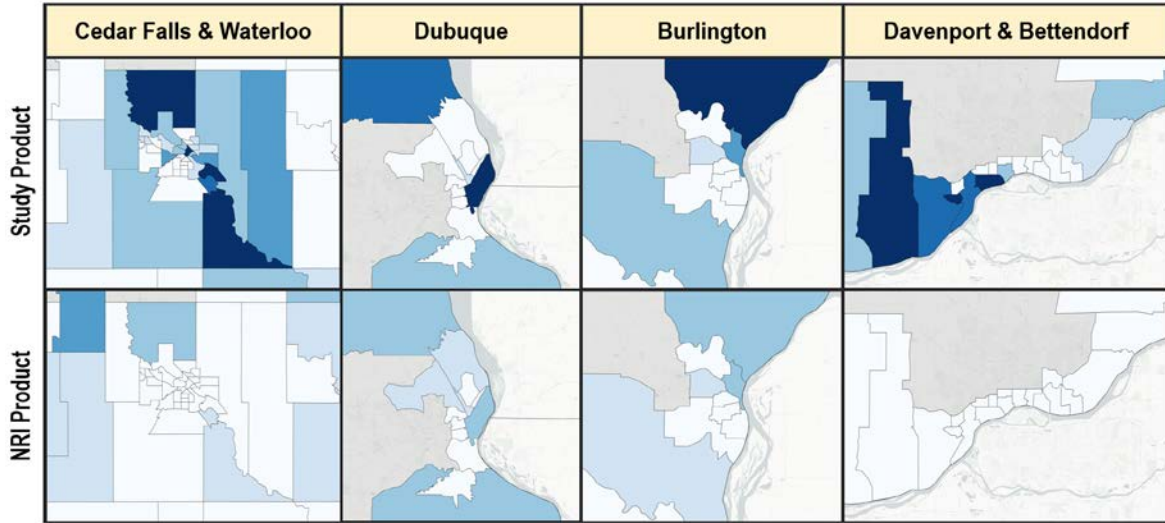 Cedar Falls & Waterloo
Dubuque
Burlington
Davenport & Bettendorf
Study Product
NRI Product